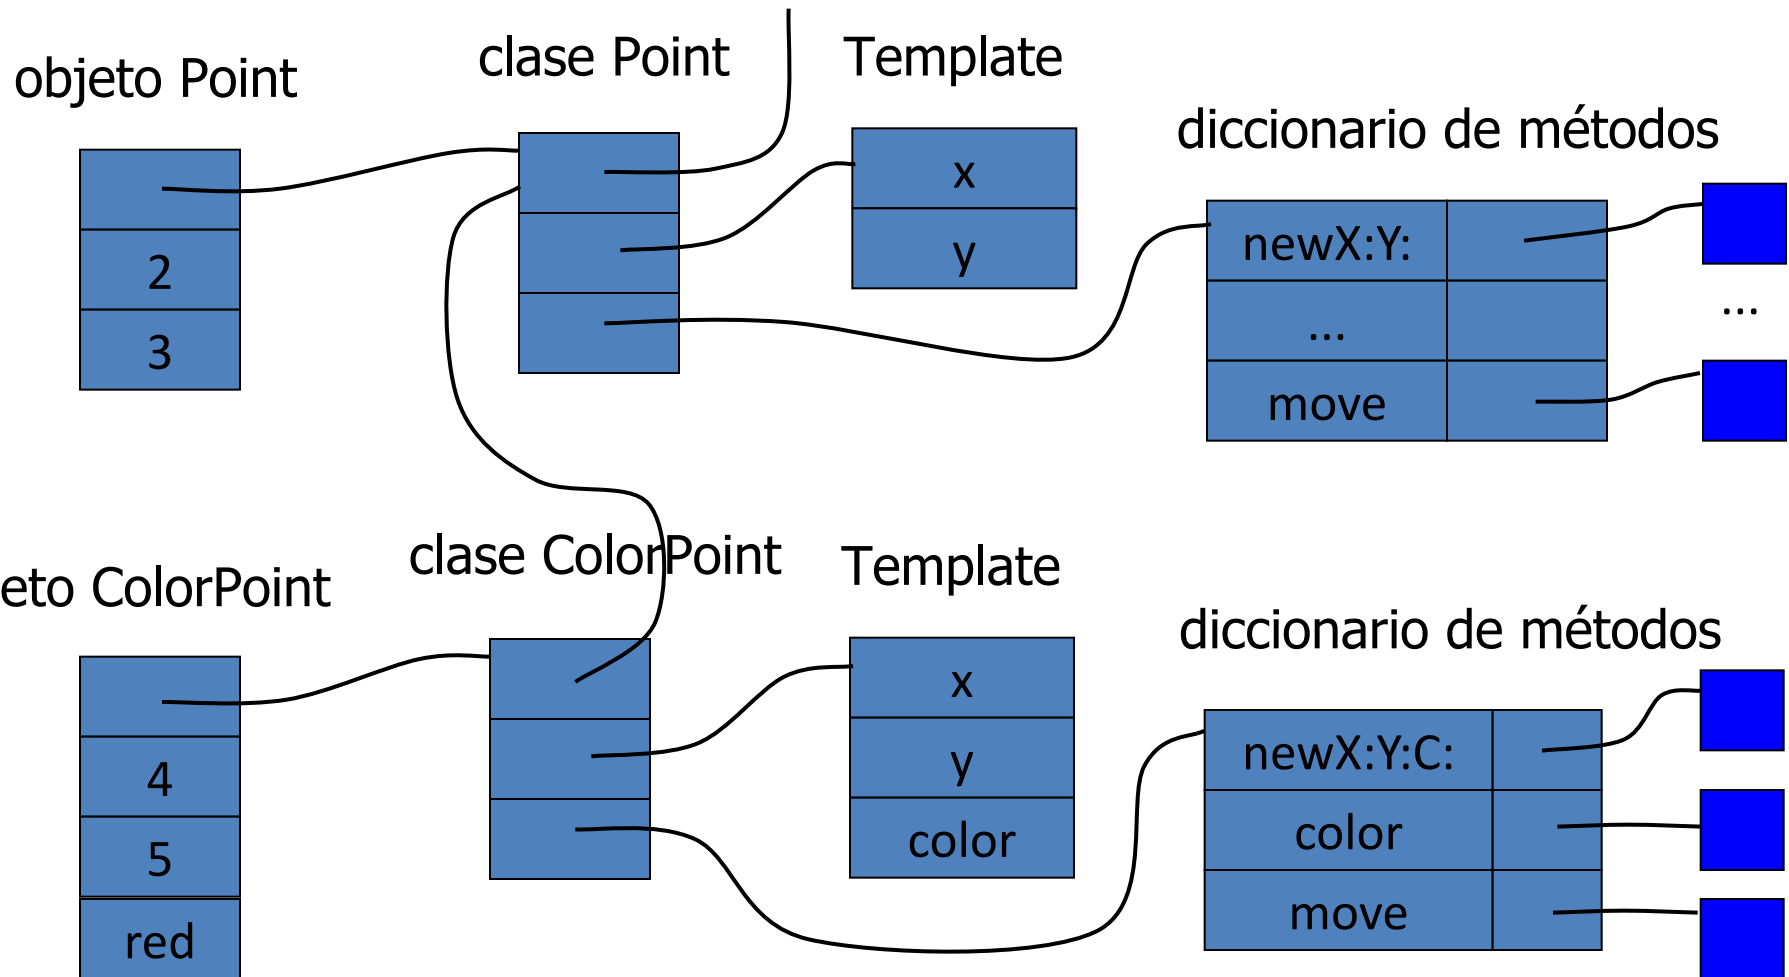 objeto Point
clase Point
Template
diccionario de métodos
2
3
x
y
newX:Y:
...
move
...
eto ColorPoint
clase ColorPoint
Template
diccionario de métodos
4
5
red
x
y
color
newX:Y:C:
color
move